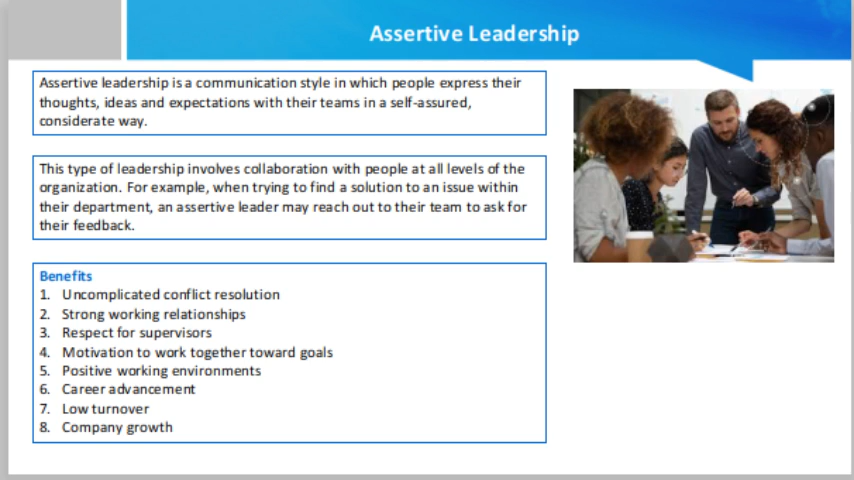 Assertive Leadership
Assertive leadership is a communication style in which people express their
thoughts, ideas and expectations with their teams in a self-assured,
considerate way.
This type of leadership involves collaboration with people at all levels of the
organization. For example, when trying to find a solution to an issue within
their department, an assertive leader may reach out to their team to ask for
their feedback.
Benefits
1. Uncomplicated conflict resolution
2. Strong working relationships
3. Respect for supervisors
4. Motivation to work together toward goals
5. Positive working environments
6. Career advancement
7. Low turnover
8. Company growth